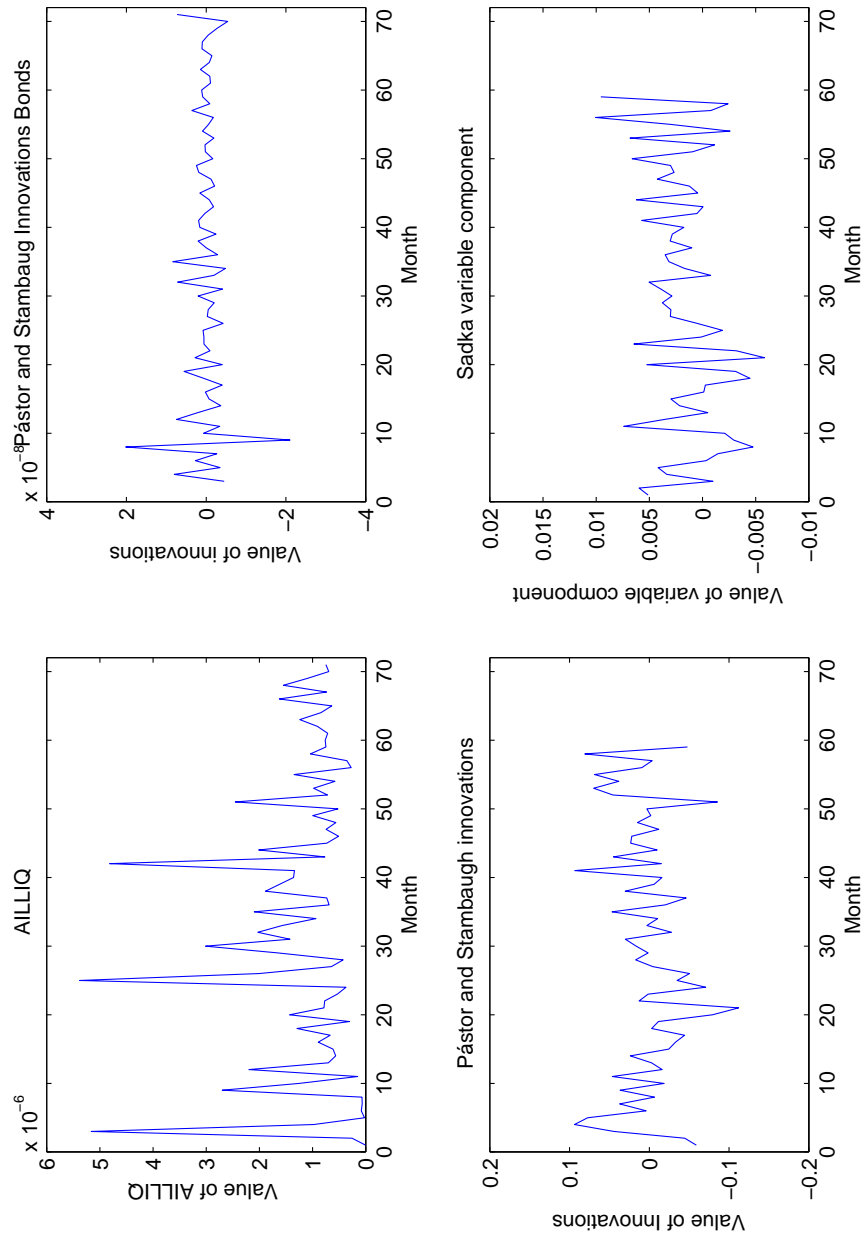 x 10⁻⁶
AILLIQ
Value of AILLIQ
6
5
4
3
2
1
0
0 10 20 30 40 50 60 70
Month
x 10⁻⁸Pástor and Stambaug Innovations Bonds
Value of innovations
4
2
0
−2
−4
0 10 20 30 40 50 60 70
Month
Pástor and Stambaugh innovations
Value of Innovations
0.2
0.1
0
−0.1
−0.2
0 10 20 30 40 50 60 70
Month
Sadka variable component
Value of variable component
0.02
0.015
0.01
0.005
0
−0.005
−0.01
0 10 20 30 40 50 60 70
Month